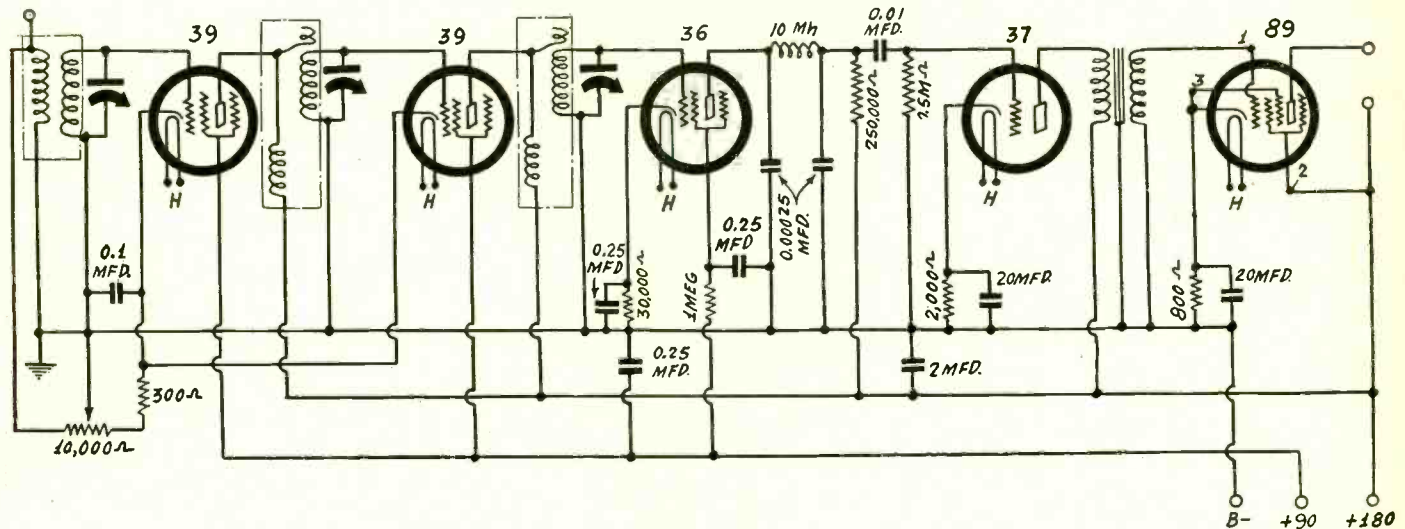 39
39
36
10 Mh
0.01
MFD.
37
89
1
3
2
H
H
H
H
H
250,000Ω
.25MΩ
0.00025
MFD.
0.1
MFD.
0.25
MFD
30,000Ω
1MEG
0.25
MFD
2,000Ω
20MFD.
800Ω
20MFD.
300Ω
10,000Ω
0.25
MFD.
2MFD.
B-
+90
+180